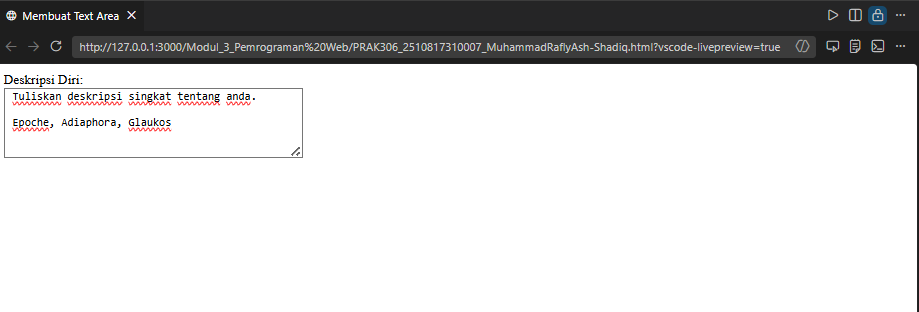 Membuat Text Area
http://127.0.0.1:3000/Modul_3_Pemrograman%20Web/PRAK306_2510817310007_MuhammadRaflyAsh-Shadiq.html?vscode-livepreview=true
Deskripsi Diri:
Tuliskan deskripsi singkat tentang anda.
Epoche, Adiaphora, Glaukos